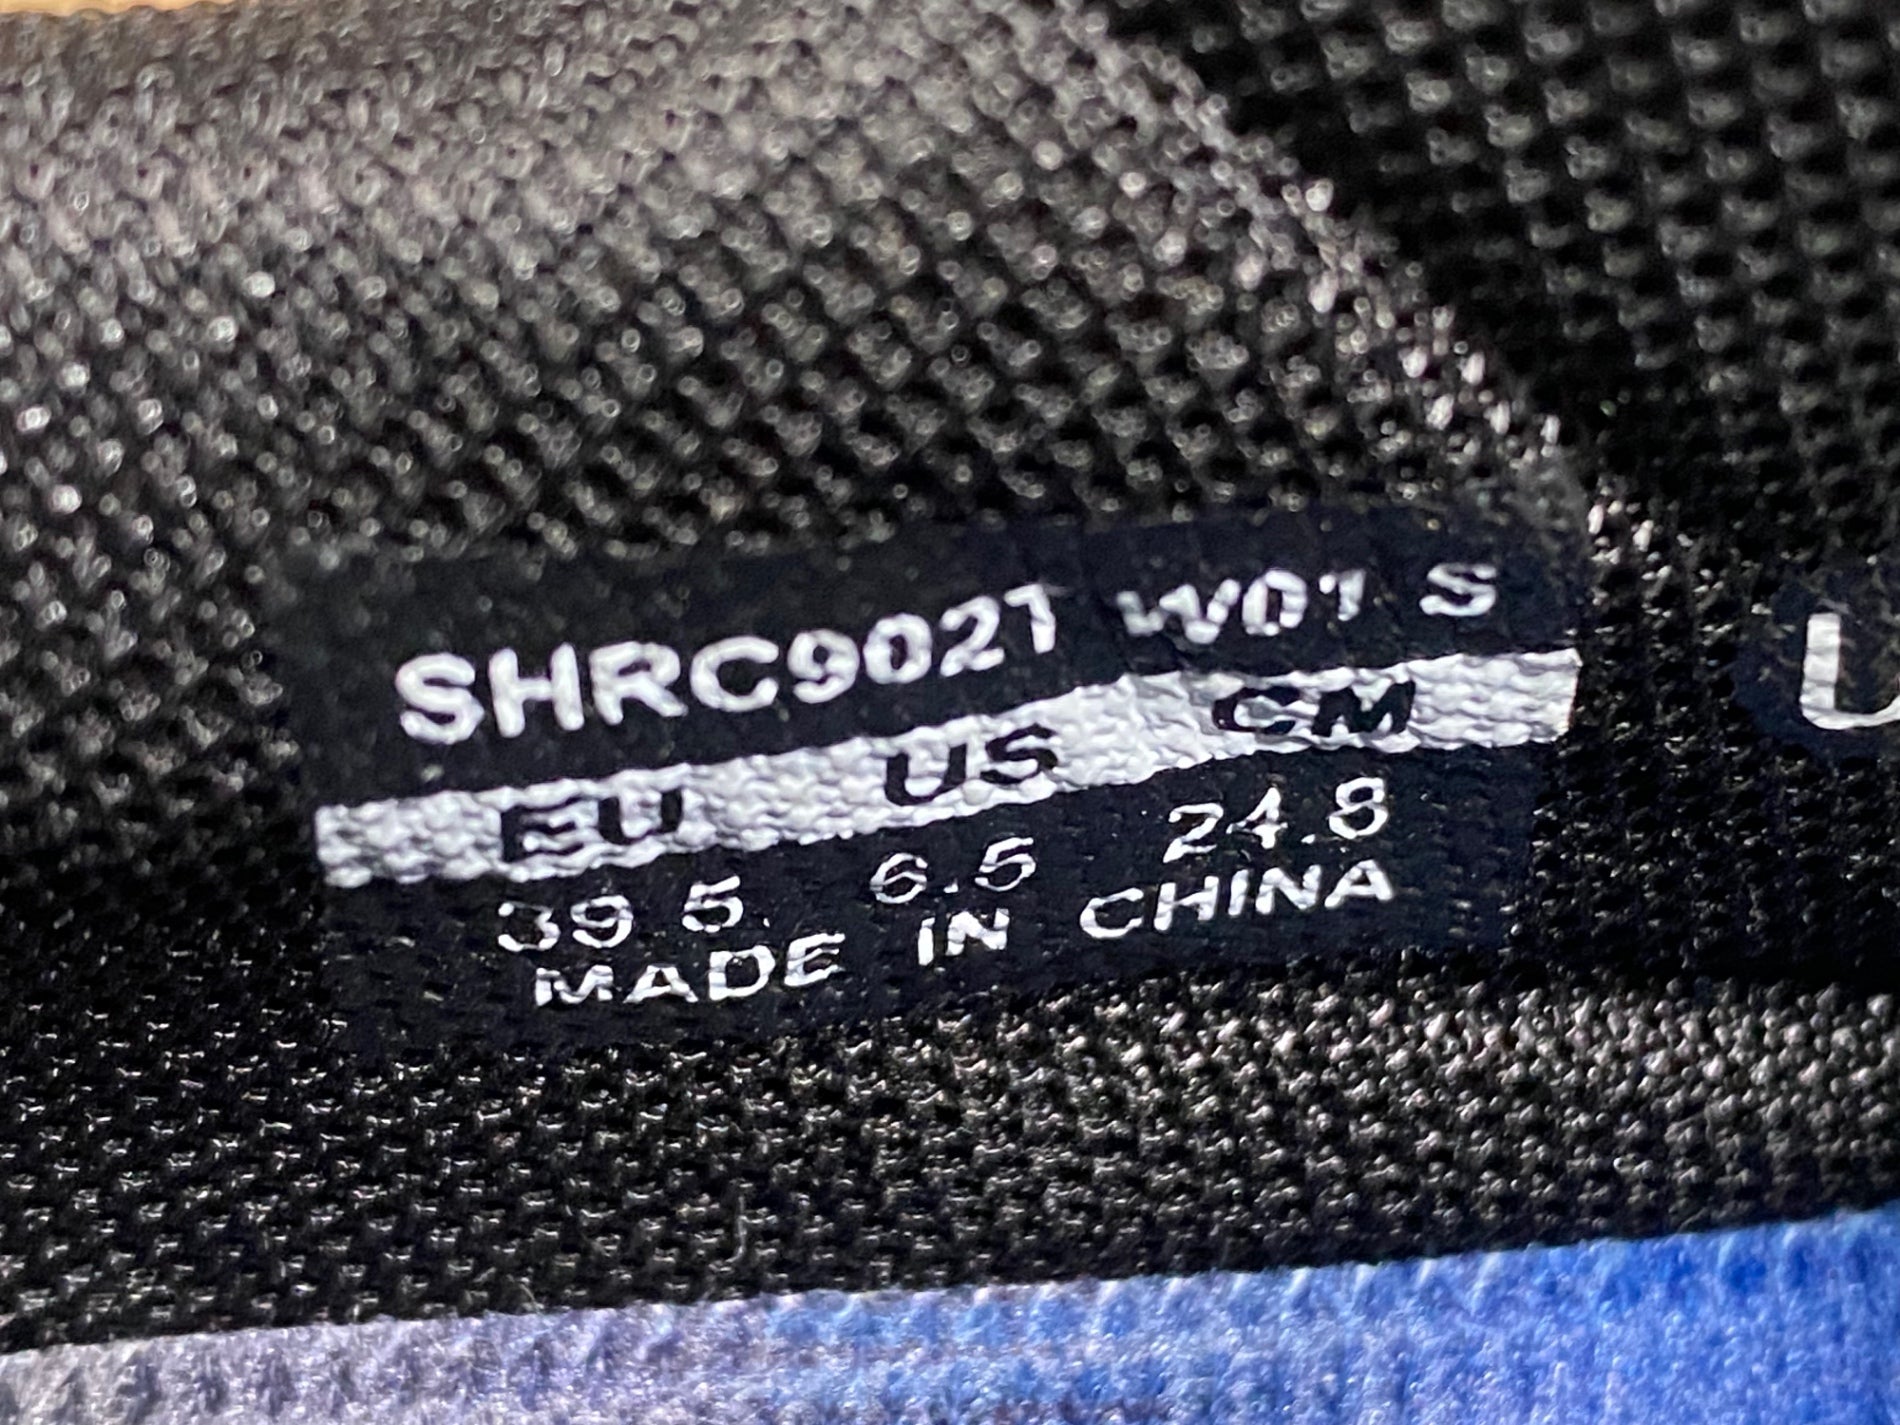 SHRC9021 W01 S
EU US CM
39 5 6.5 24.8
MADE IN CHINA